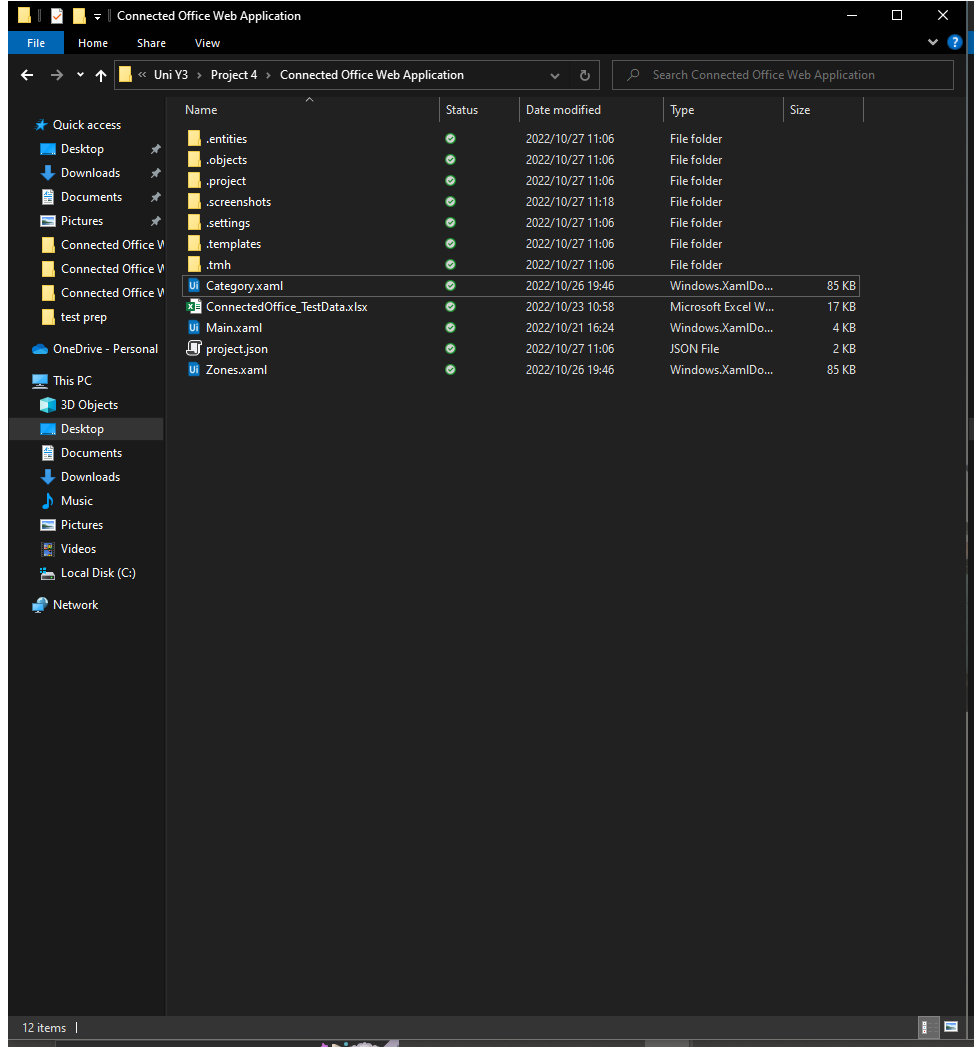 Connected Office Web Application
File Home Share View
« Uni Y3 › Project 4 › Connected Office Web Application Search Connected Office Web Application
Name Status Date modified Type Size
Quick access
Desktop
Downloads
Documents
Pictures
Connected Office W
Connected Office W
Connected Office W
test prep
OneDrive - Personal
This PC
3D Objects
Desktop
Documents
Downloads
Music
Pictures
Videos
Local Disk (C:)
Network
.entities 2022/10/27 11:06 File folder
.objects 2022/10/27 11:06 File folder
.project 2022/10/27 11:06 File folder
.screenshots 2022/10/27 11:18 File folder
.settings 2022/10/27 11:06 File folder
.templates 2022/10/27 11:06 File folder
.tmh 2022/10/27 11:06 File folder
Category.xaml 2022/10/26 19:46 Windows.XamlDo... 85 KB
ConnectedOffice_TestData.xlsx 2022/10/23 10:58 Microsoft Excel W... 17 KB
Main.xaml 2022/10/21 16:24 Windows.XamlDo... 4 KB
project.json 2022/10/27 11:06 JSON File 2 KB
Zones.xaml 2022/10/26 19:46 Windows.XamlDo... 85 KB
12 items